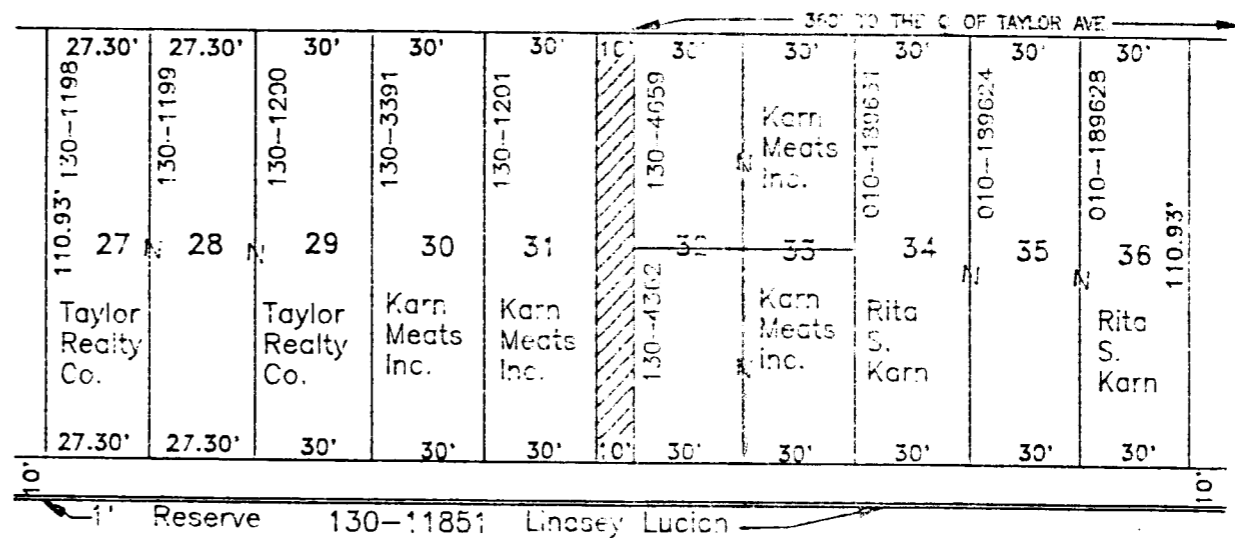 360' TO THE ℄ OF TAYLOR AVE
27.30' 27.30' 30' 30' 30' 10' 30' 30' 30' 30' 30'
130-1198
130-1199
130-1200
130-3391
130-1201
130-4659
Karn
Meats
Inc.
010-189631
010-189624
010-189628
110.93'
110.93'
27 N 28 N 29 30 31 32 N 33 34 N 35 N 36
Taylor
Realty
Co.
Taylor
Realty
Co.
Karn
Meats
Inc.
Karn
Meats
Inc.
130-4362
N
Karn
Meats
Inc.
Rita
S.
Karn
Rita
S.
Karn
27.30' 27.30' 30' 30' 30' 10' 30' 30' 30' 30' 30'
10' 10'
1' Reserve 130-11851 Lindsey Lucian